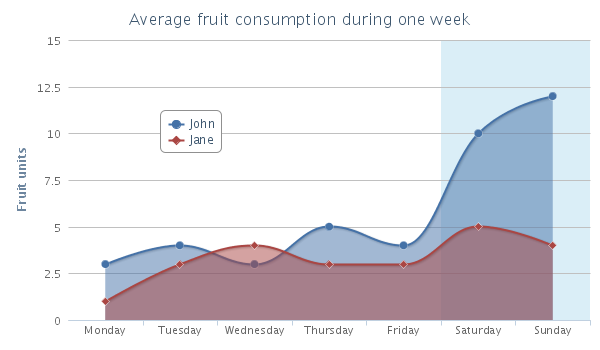 Average fruit consumption during one week
15
12.5
10
7.5
5
2.5
0
Fruit units
John
Jane
Monday Tuesday Wednesday Thursday Friday Saturday Sunday